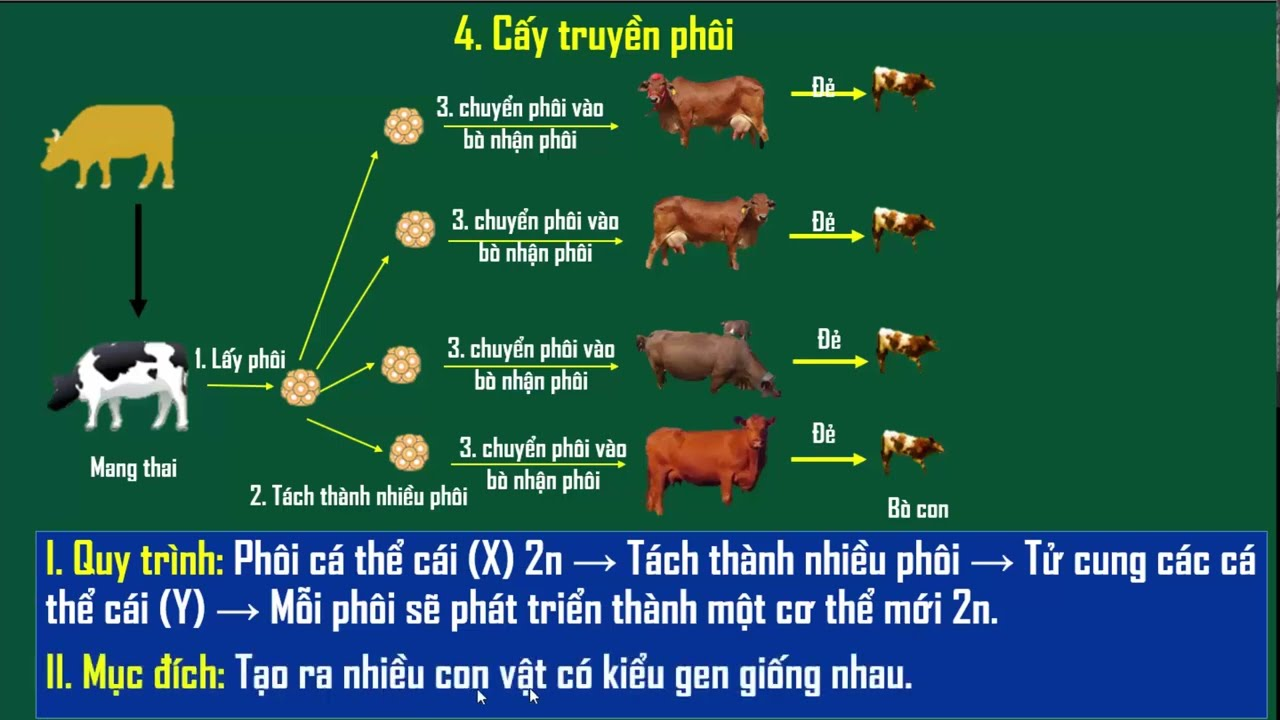 4. Cấy truyền phôi
3. chuyển phôi vào
bò nhận phôi
Đẻ
3. chuyển phôi vào
bò nhận phôi
Đẻ
1. Lấy phôi
3. chuyển phôi vào
bò nhận phôi
Đẻ
Mang thai
3. chuyển phôi vào
bò nhận phôi
Đẻ
2. Tách thành nhiều phôi
Bò con
I. Quy trình: Phôi cá thể cái (X) 2n → Tách thành nhiều phôi → Tử cung các cá
thể cái (Y) → Mỗi phôi sẽ phát triển thành một cơ thể mới 2n.
II. Mục đích: Tạo ra nhiều con vật có kiểu gen giống nhau.